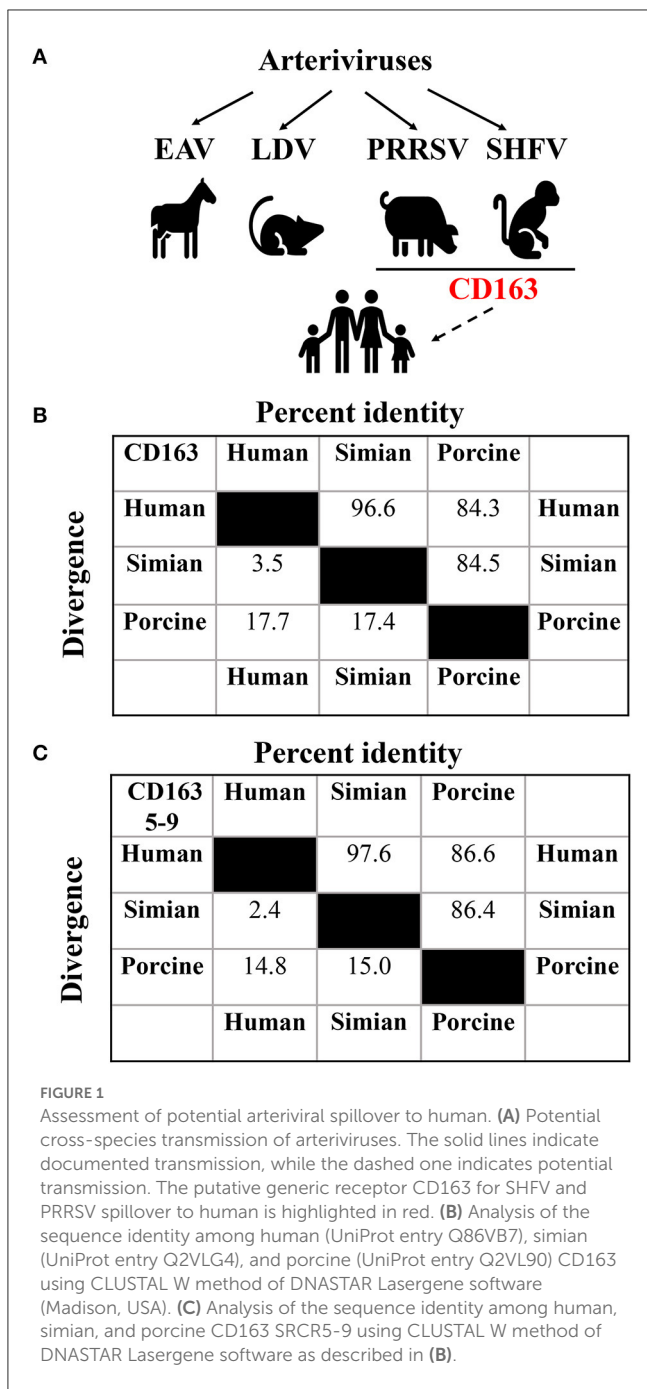 A
Arteriviruses
EAV LDV PRRSV SHFV
CD163
B
Percent identity
Divergence
CD163 Human Simian Porcine
Human 96.6 84.3 Human
Simian 3.5 84.5 Simian
Porcine 17.7 17.4 Porcine
Human Simian Porcine
C
Percent identity
Divergence
CD163 Human Simian Porcine
5-9
Human 97.6 86.6 Human
Simian 2.4 86.4 Simian
Porcine 14.8 15.0 Porcine
Human Simian Porcine
FIGURE 1
Assessment of potential arteriviral spillover to human. (A) Potential
cross-species transmission of arteriviruses. The solid lines indicate
documented transmission, while the dashed one indicates potential
transmission. The putative generic receptor CD163 for SHFV and
PRRSV spillover to human is highlighted in red. (B) Analysis of the
sequence identity among human (UniProt entry Q86VB7), simian
(UniProt entry Q2VLG4), and porcine (UniProt entry Q2VL90) CD163
using CLUSTAL W method of DNASTAR Lasergene software
(Madison, USA). (C) Analysis of the sequence identity among human,
simian, and porcine CD163 SRCR5-9 using CLUSTAL W method of
DNASTAR Lasergene software as described in (B).